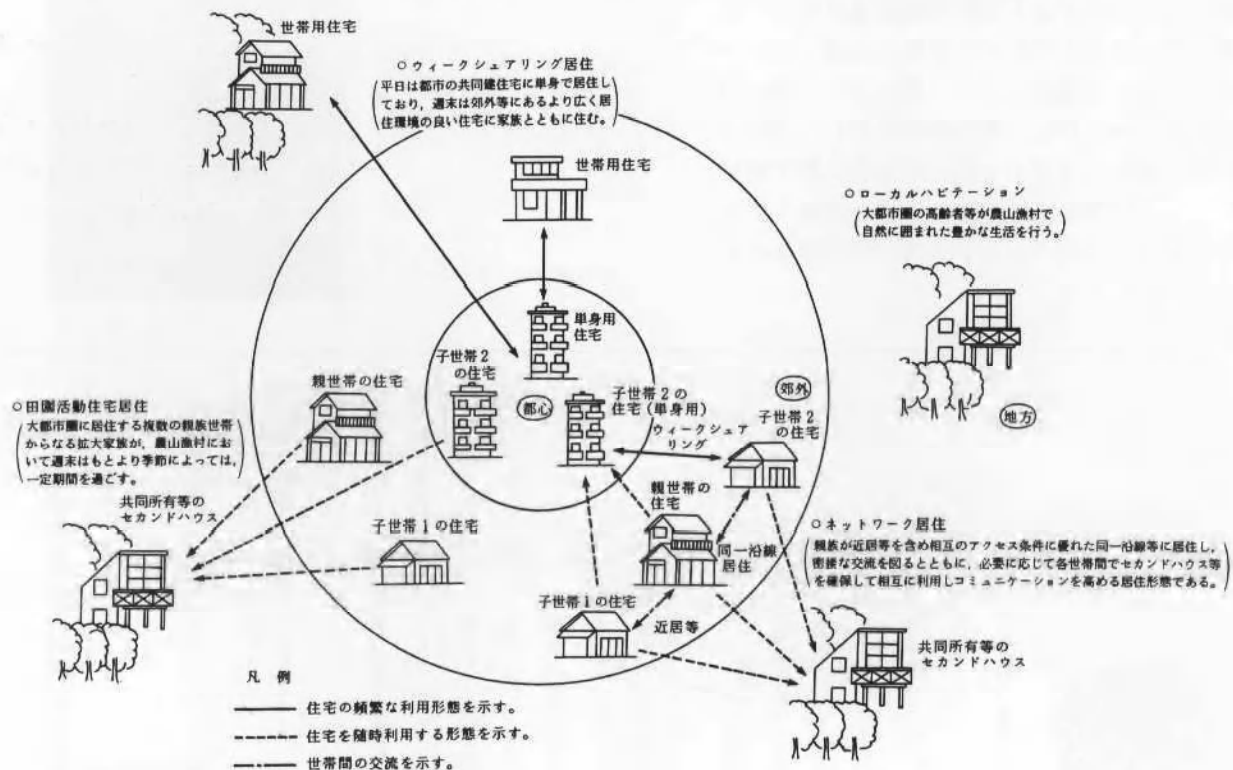 世帯用住宅
○ウィークシェアリング居住
(平日は都市の共同建住宅に単身で居住し
ており，週末は郊外等にあるより広く居
住環境の良い住宅に家族とともに住む。)
世帯用住宅
○ローカルハビテーション
(大都市圏の高齢者等が農山漁村で
自然に囲まれた豊かな生活を行う。)
単身用
住宅
子世帯2
の住宅
都心
子世帯2の
住宅(単身用)
ウィークシェア
リング
郊外
子世帯2
の住宅
地方
親世帯の住宅
○田園活動住宅居住
(大都市圏に居住する複数の親族世帯
からなる拡大家族が，農山漁村にお
いて週末はもとより季節によっては，
一定期間を過ごす。)
共同所有等の
セカンドハウス
子世帯1の住宅
親世帯の
住宅
同一沿線
居住
○ネットワーク居住
(親族が近居等を含め相互のアクセス条件に優れた同一沿線等に居住し，
密接な交流を図るとともに，必要に応じて各世帯間でセカンドハウス等
を確保して相互に利用しコミュニケーションを高める居住形態である。)
子世帯1の住宅
近居等
共同所有等の
セカンドハウス
凡 例
住宅の頻繁な利用形態を示す。
住宅を随時利用する形態を示す。
世帯間の交流を示す。